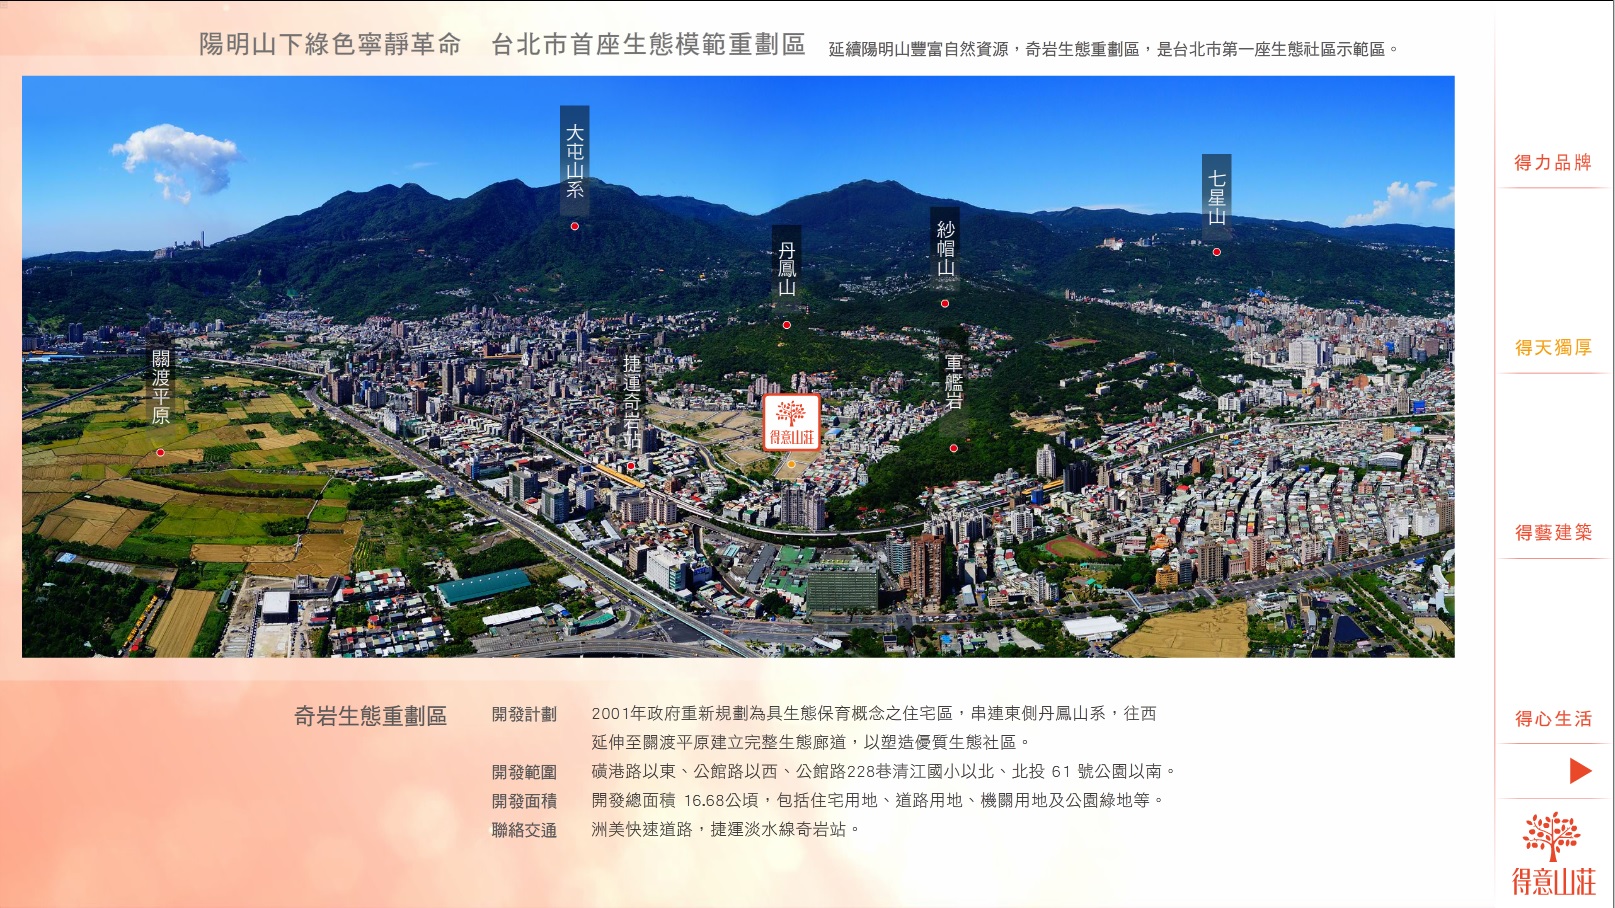 陽明山下綠色寧靜革命　台北市首座生態模範重劃區　延續陽明山豐富自然資源，奇岩生態重劃區，是台北市第一座生態社區示範區。
大屯山系
七星山
紗帽山
丹鳳山
關渡平原
捷運奇岩站
軍艦岩
得意山莊
得力品牌
得天獨厚
得藝建築
得心生活
得意山莊
奇岩生態重劃區
開發計劃　2001年政府重新規劃為具生態保育概念之住宅區，串連東側丹鳳山系，往西
延伸至關渡平原建立完整生態廊道，以塑造優質生態社區。
開發範圍　磺港路以東、公館路以西、公館路228巷清江國小以北、北投 61 號公園以南。
開發面積　開發總面積 16.68公頃，包括住宅用地、道路用地、機關用地及公園綠地等。
聯絡交通　洲美快速道路，捷運淡水線奇岩站。